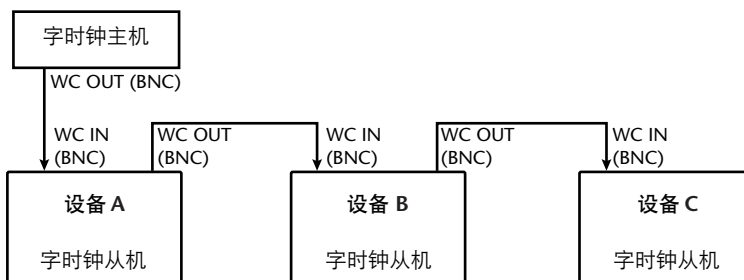 字时钟主机
WC OUT (BNC)
WC IN
(BNC)
WC OUT
(BNC)
WC IN
(BNC)
WC OUT
(BNC)
WC IN
(BNC)
设备 A
字时钟从机
设备 B
字时钟从机
设备 C
字时钟从机